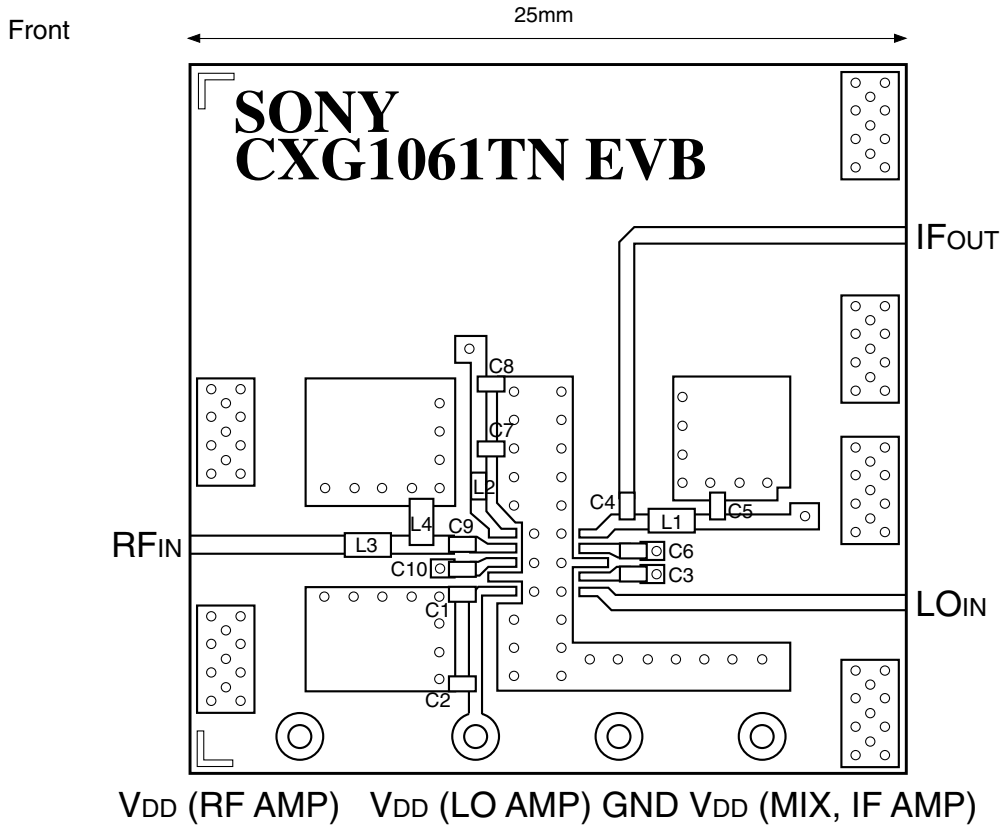 Front
25mm
SONY
CXG1061TN EVB
IFOUT
C8
C7
L2
C4
L1
C5
L4
C9
RFIN
L3
C6
C10
C3
C1
LOIN
C2
VDD (RF AMP) VDD (LO AMP) GND VDD (MIX, IF AMP)